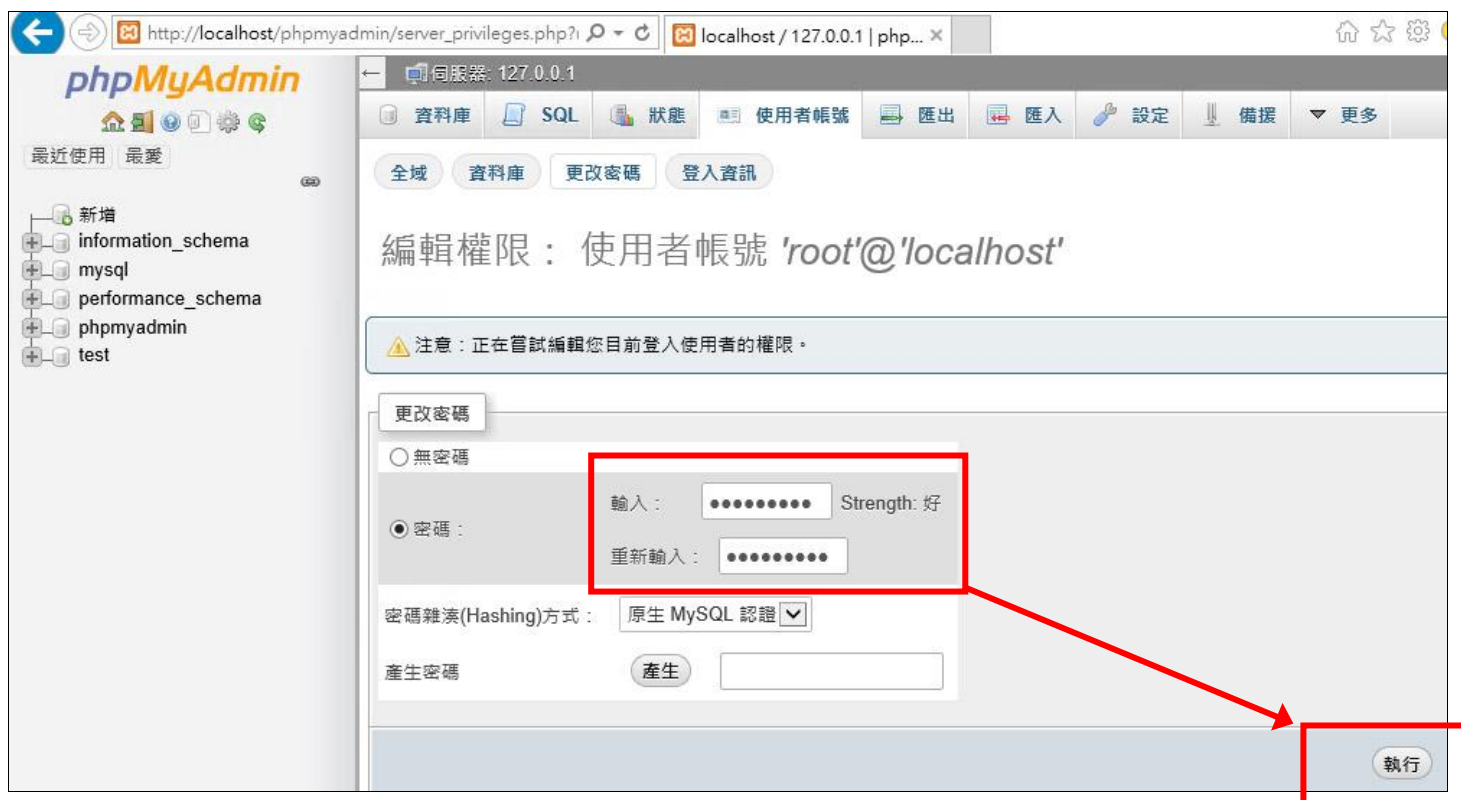 http://localhost/phpmyadmin/server_privileges.php?
localhost / 127.0.0.1 | php...
phpMyAdmin
最近使用 最愛
新增
information_schema
mysql
performance_schema
phpmyadmin
test
伺服器: 127.0.0.1
資料庫 SQL 狀態 使用者帳號 匯出 匯入 設定 備援 更多
全域 資料庫 更改密碼 登入資訊
編輯權限： 使用者帳號 'root'@'localhost'
注意：正在嘗試編輯您目前登入使用者的權限。
更改密碼
無密碼
密碼：
輸入： ●●●●●●●●● Strength: 好
重新輸入： ●●●●●●●●●
密碼雜湊(Hashing)方式： 原生 MySQL 認證
產生密碼 產生
執行